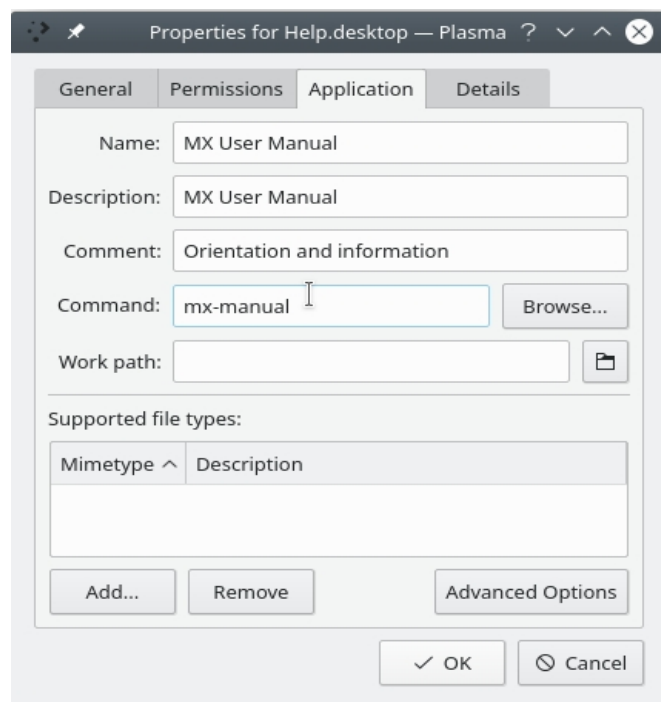 Properties for Help.desktop — Plasma ?
General Permissions Application Details
Name: MX User Manual
Description: MX User Manual
Comment: Orientation and information
Command: mx-manual Browse...
Work path:
Supported file types:
Mimetype Description
Add... Remove Advanced Options
OK Cancel